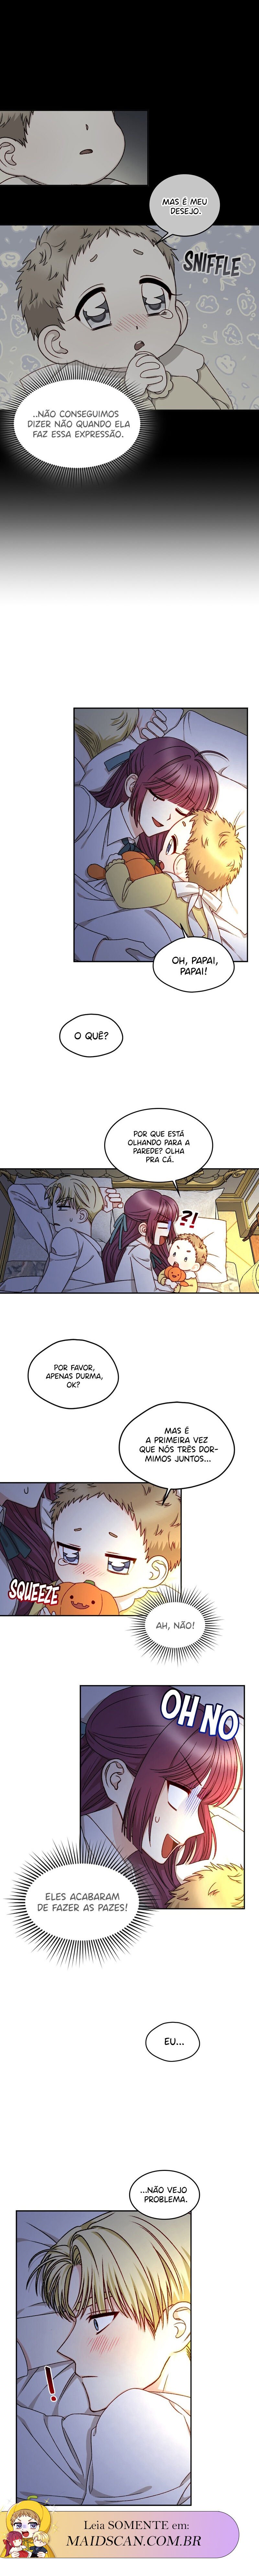 MAS É MEU
DESEJO.
SNIFFLE
..NÃO CONSEGUIMOS
DIZER NÃO QUANDO ELA
FAZ ESSA EXPRESSÃO.
OH, PAPAI,
PAPAI!
O QUÊ?
POR QUE ESTÁ
OLHANDO PARA A
PAREDE? OLHA
PRA CÁ.
?!
POR FAVOR,
APENAS DURMA,
OK?
MAS É
A PRIMEIRA VEZ
QUE NÓS TRÊS DOR-
MIMOS JUNTOS...
SQUEEZE
AH, NÃO!
OH NO
ELES ACABARAM
DE FAZER AS PAZES!
EU...
...NÃO VEJO
PROBLEMA.
!
Leia SOMENTE em:
MAIDSCAN.COM.BR